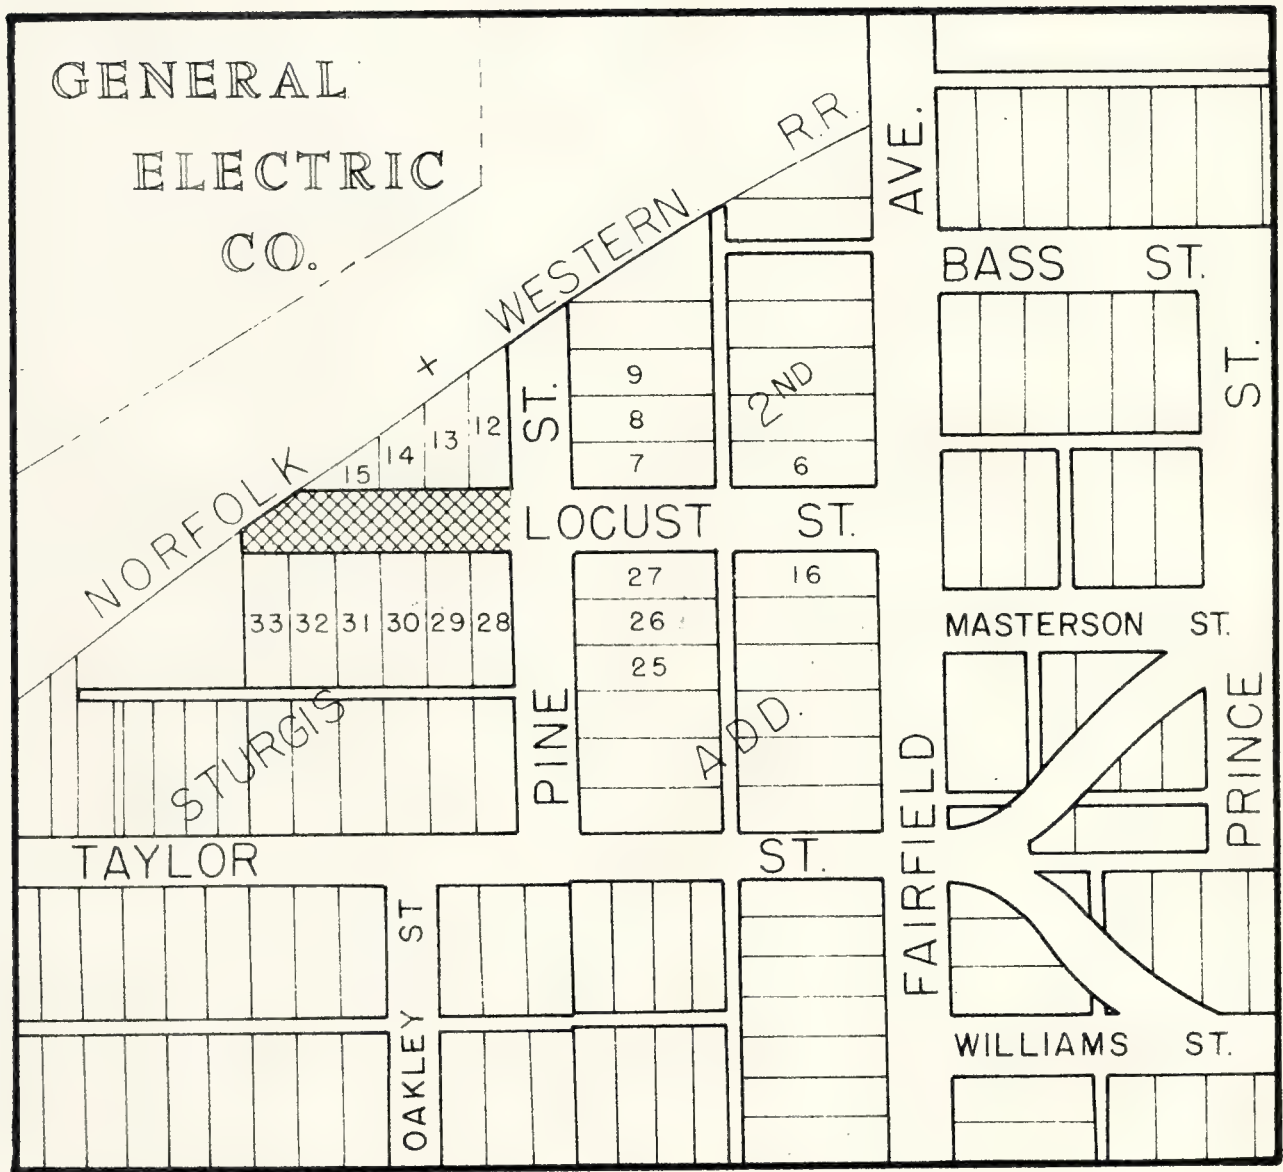 GENERAL
ELECTRIC
CO.
NORFOLK + WESTERN R.R.
AVE.
BASS ST.
ST.
ST.
2ND
9
8
7
6
12
13
14
15
LOCUST ST.
27
26
25
16
33 32 31 30 29 28
MASTERSON ST.
STURGIS
ADD.
PINE
FAIRFIELD
PRINCE
TAYLOR ST.
OAKLEY ST
WILLIAMS ST.